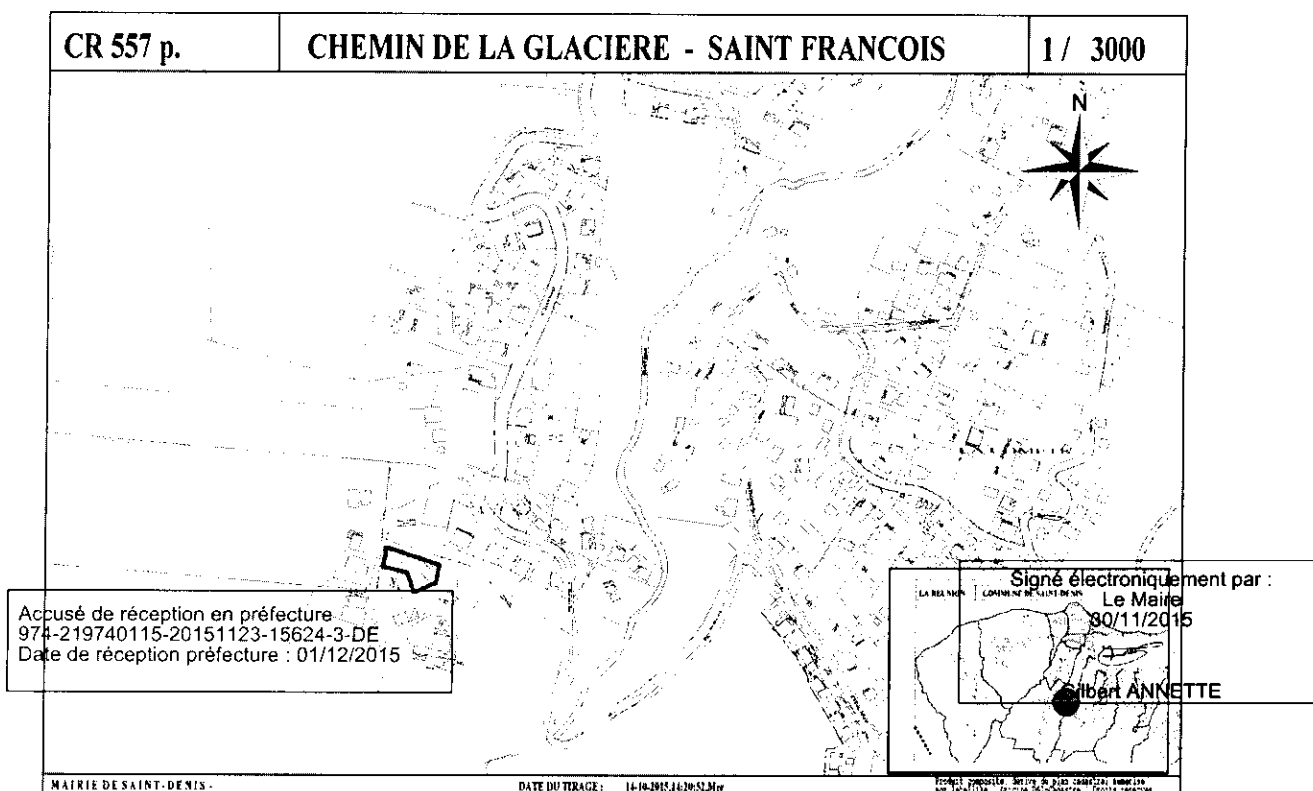 CR 557 p.
CHEMIN DE LA GLACIERE - SAINT FRANCOIS
1 / 3000
N
Accusé de réception en préfecture
974-219740115-20151123-15624-3-DE
Date de réception préfecture : 01/12/2015
LA REUNION
COMMUNE DE SAINT-DENIS
Signé électroniquement par :
Le Maire
30/11/2015
Gilbert ANNETTE
MAIRIE DE SAINT-DENIS -
DATE DU TIRAGE :